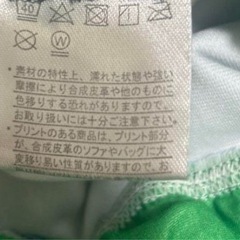 40
W
・素材の特性上、濡れた状態や強い
摩擦により合成皮革や他のものに
色移りする恐れがありますので、
お取り扱いには十分ご注意下さい。
・プリントのある商品は、プリント部分
が、合成皮革のソファやバッグに大変
移り易い性質がありますので、